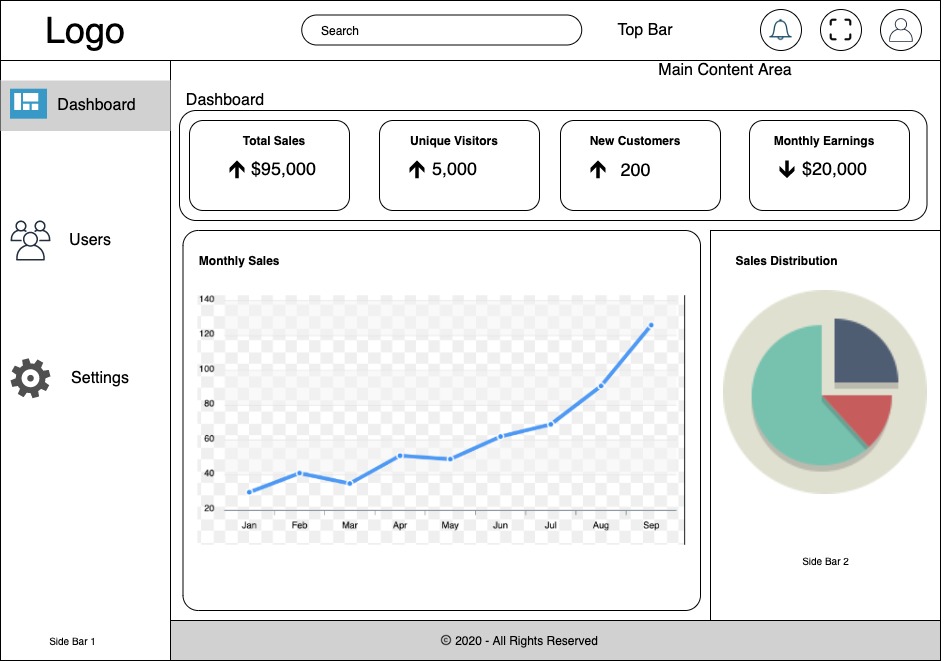 Logo
Search
Top Bar
Main Content Area
Dashboard
Dashboard
Total Sales
$95,000
Unique Visitors
5,000
New Customers
200
Monthly Earnings
$20,000
Users
Settings
Monthly Sales
140
120
100
80
60
40
20
Jan Feb Mar Apr May Jun Jul Aug Sep
Sales Distribution
Side Bar 2
Side Bar 1
© 2020 - All Rights Reserved